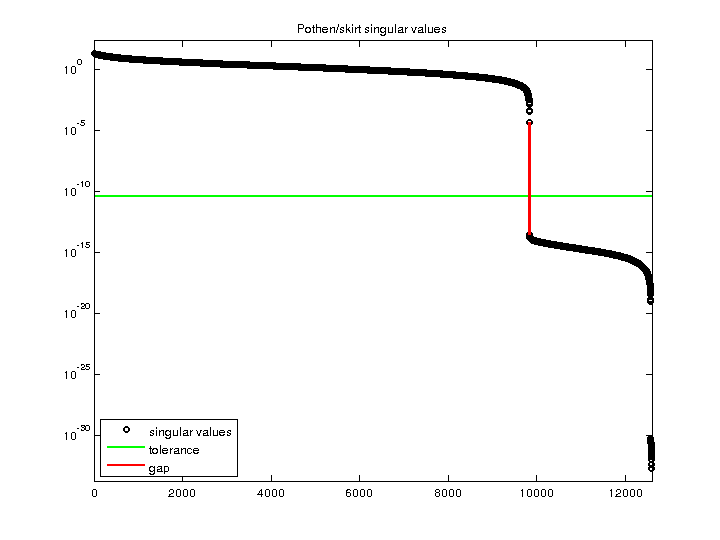 Pothen/skirt singular values
10^0
10^-5
10^-10
10^-15
10^-20
10^-25
10^-30
singular values
tolerance
gap
0 2000 4000 6000 8000 10000 12000